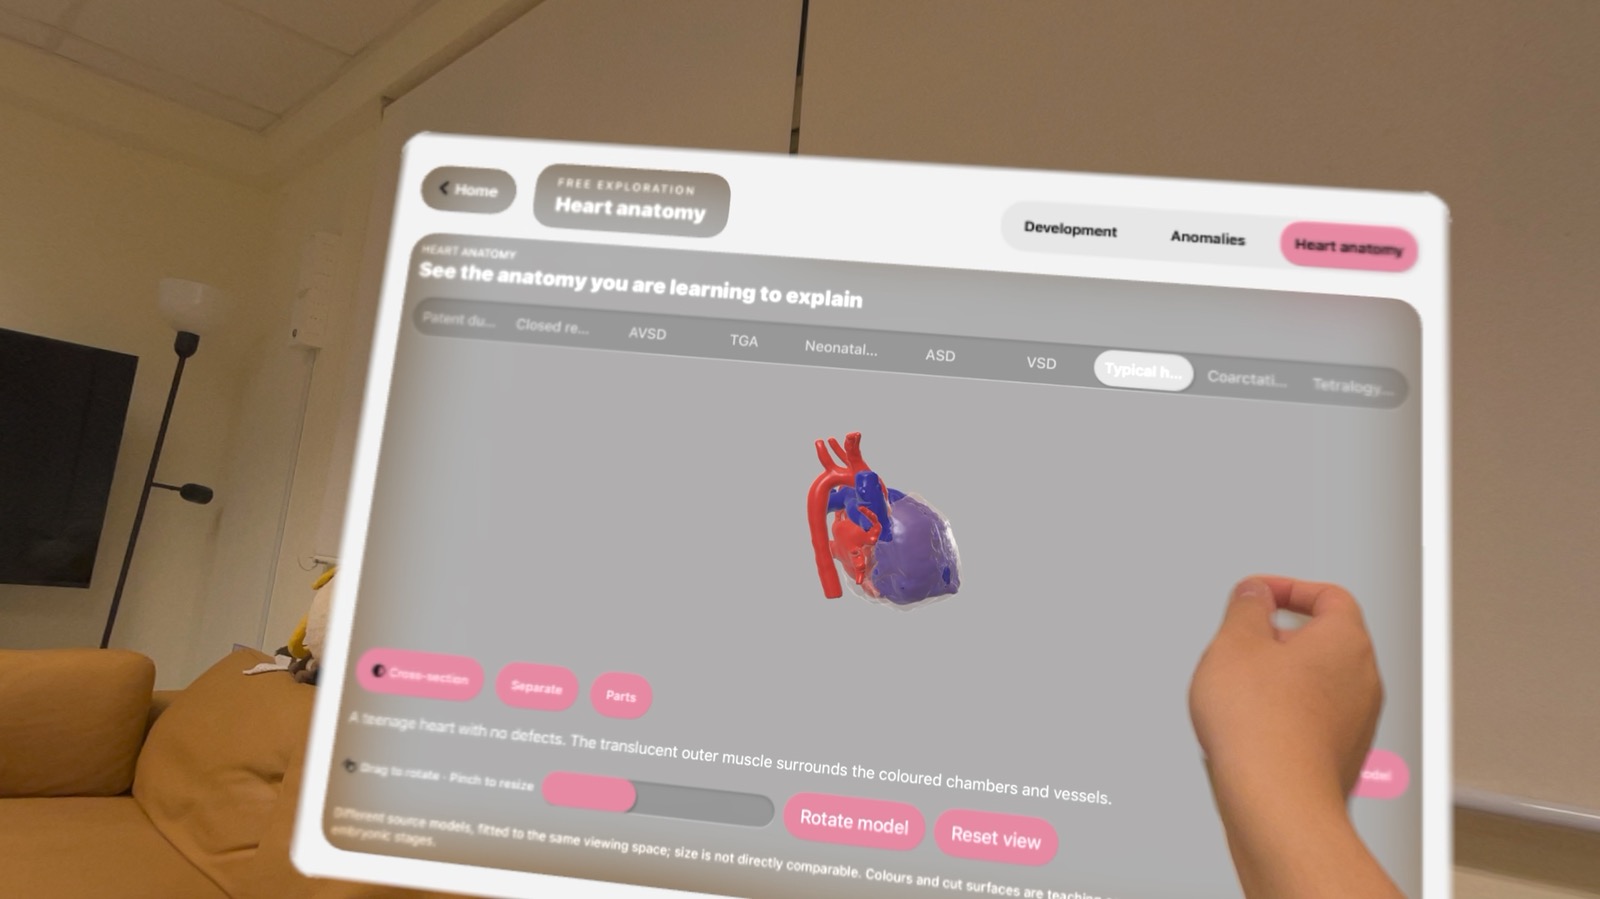 Home
FREE EXPLORATION
Heart anatomy
Development
Anomalies
Heart anatomy
HEART ANATOMY
See the anatomy you are learning to explain
Patent du...
Closed re...
AVSD
TGA
Neonatal...
ASD
VSD
Typical h...
Coarctati...
Tetralogy...
Cross-section
Separate
Parts
A teenage heart with no defects. The translucent outer muscle surrounds the coloured chambers and vessels.
Drag to rotate · Pinch to resize
Rotate model
Reset view
Different source models, fitted to the same viewing space; size is not directly comparable. Colours and cut surfaces are teaching
embryonic stages.